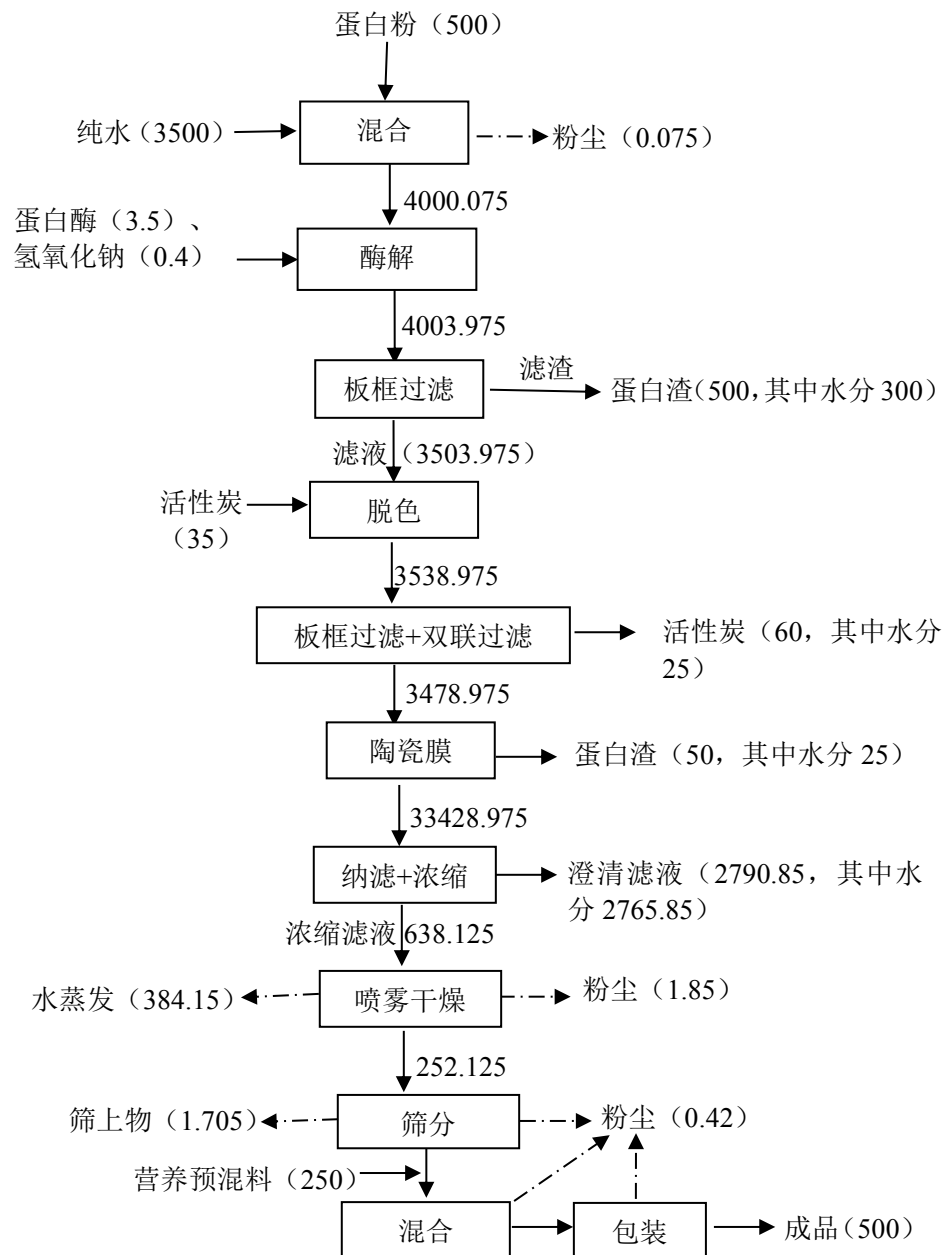 蛋白粉（500）
纯水（3500）
混合
粉尘（0.075）
4000.075
蛋白酶（3.5）、
氢氧化钠（0.4）
酶解
4003.975
板框过滤
滤渣
蛋白渣（500，其中水分 300）
滤液（3503.975）
活性炭
（35）
脱色
3538.975
板框过滤+双联过滤
活性炭（60，其中水分
25）
3478.975
陶瓷膜
蛋白渣（50，其中水分 25）
33428.975
纳滤+浓缩
澄清滤液（2790.85，其中水
分 2765.85）
浓缩滤液 638.125
水蒸发（384.15）
喷雾干燥
粉尘（1.85）
252.125
筛上物（1.705）
筛分
粉尘（0.42）
营养预混料（250）
混合
包装
成品（500）